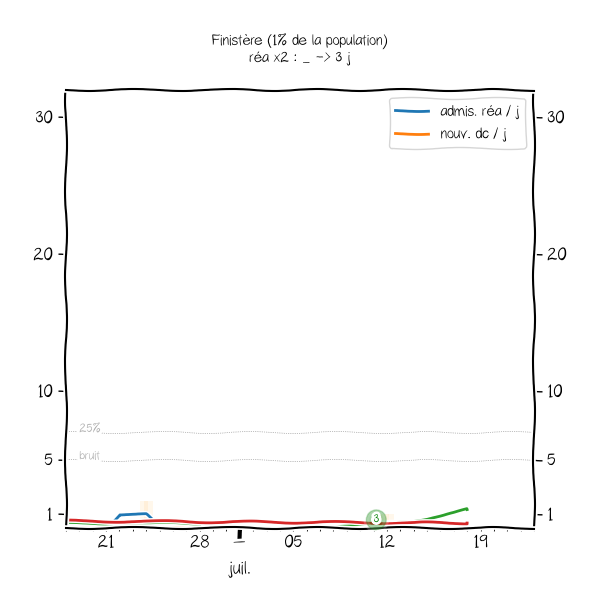 Finistère (1% de la population)
réa x2 : _ -> 3 j
admis. réa / j
nouv. dc / j
30
30
20
20
10
10
25%
5
bruit
5
1
3
1
21
28
05
12
19
juil.